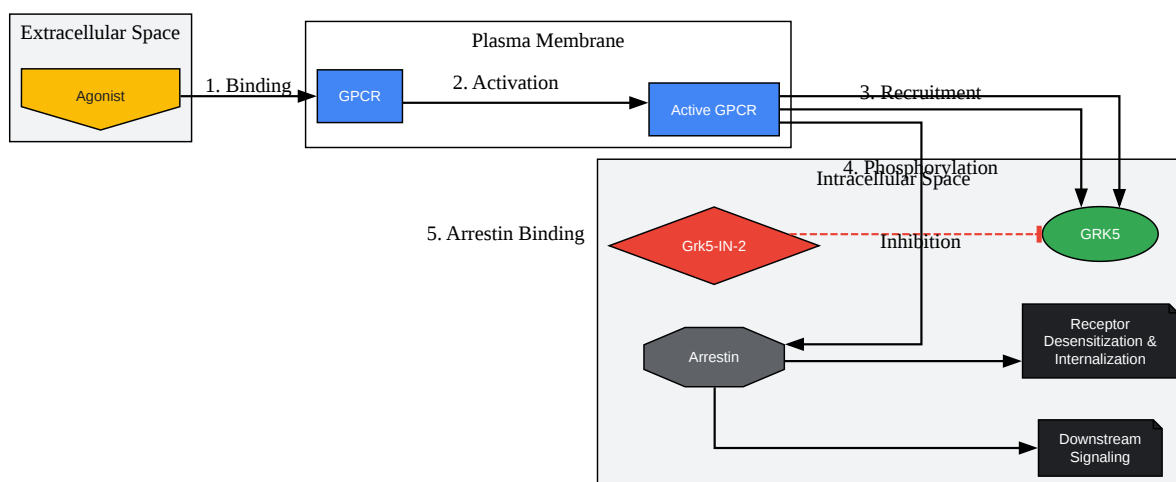 Extracellular Space
Agonist
1. Binding
Plasma Membrane
GPCR
2. Activation
Active GPCR
3. Recruitment
4. Phosphorylation
Intracellular Space
5. Arrestin Binding
Grk5-IN-2
Inhibition
GRK5
Arrestin
Receptor
Desensitization &
Internalization
Downstream
Signaling